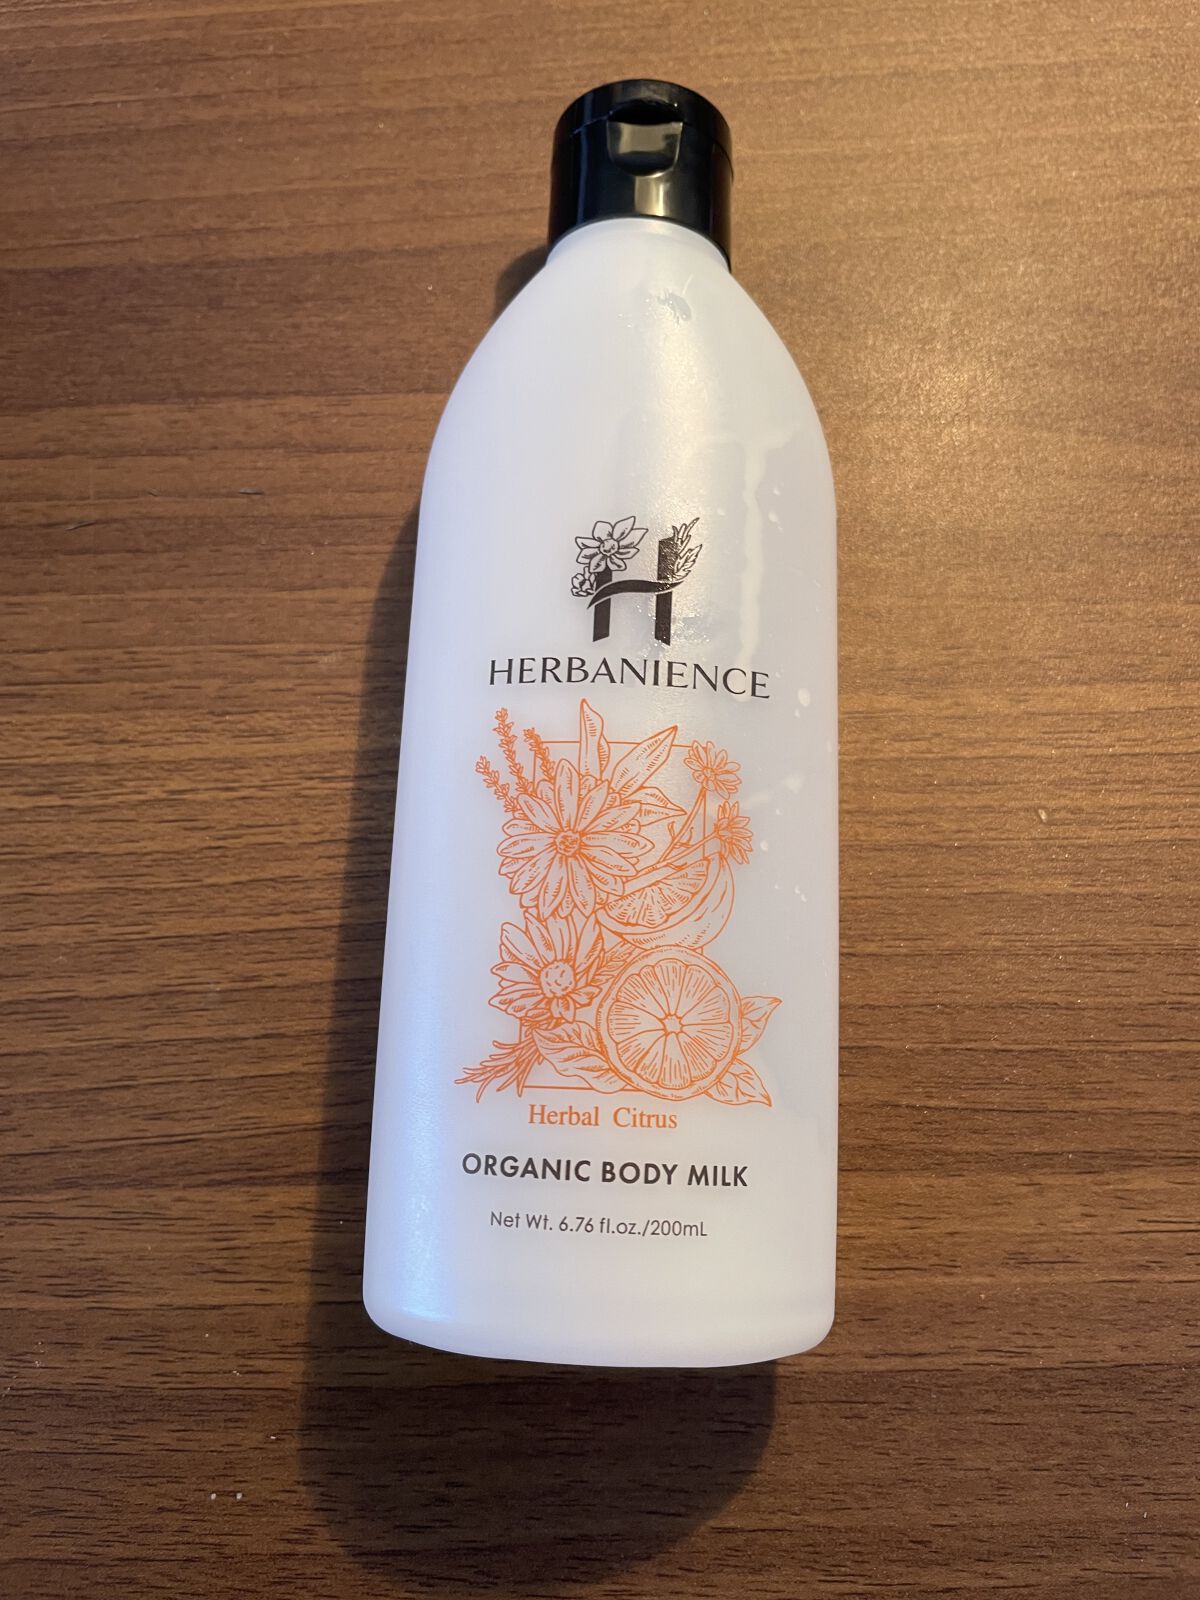 H
HERBANIENCE
Herbal Citrus
ORGANIC BODY MILK
Net Wt. 6.76 fl.oz./200mL